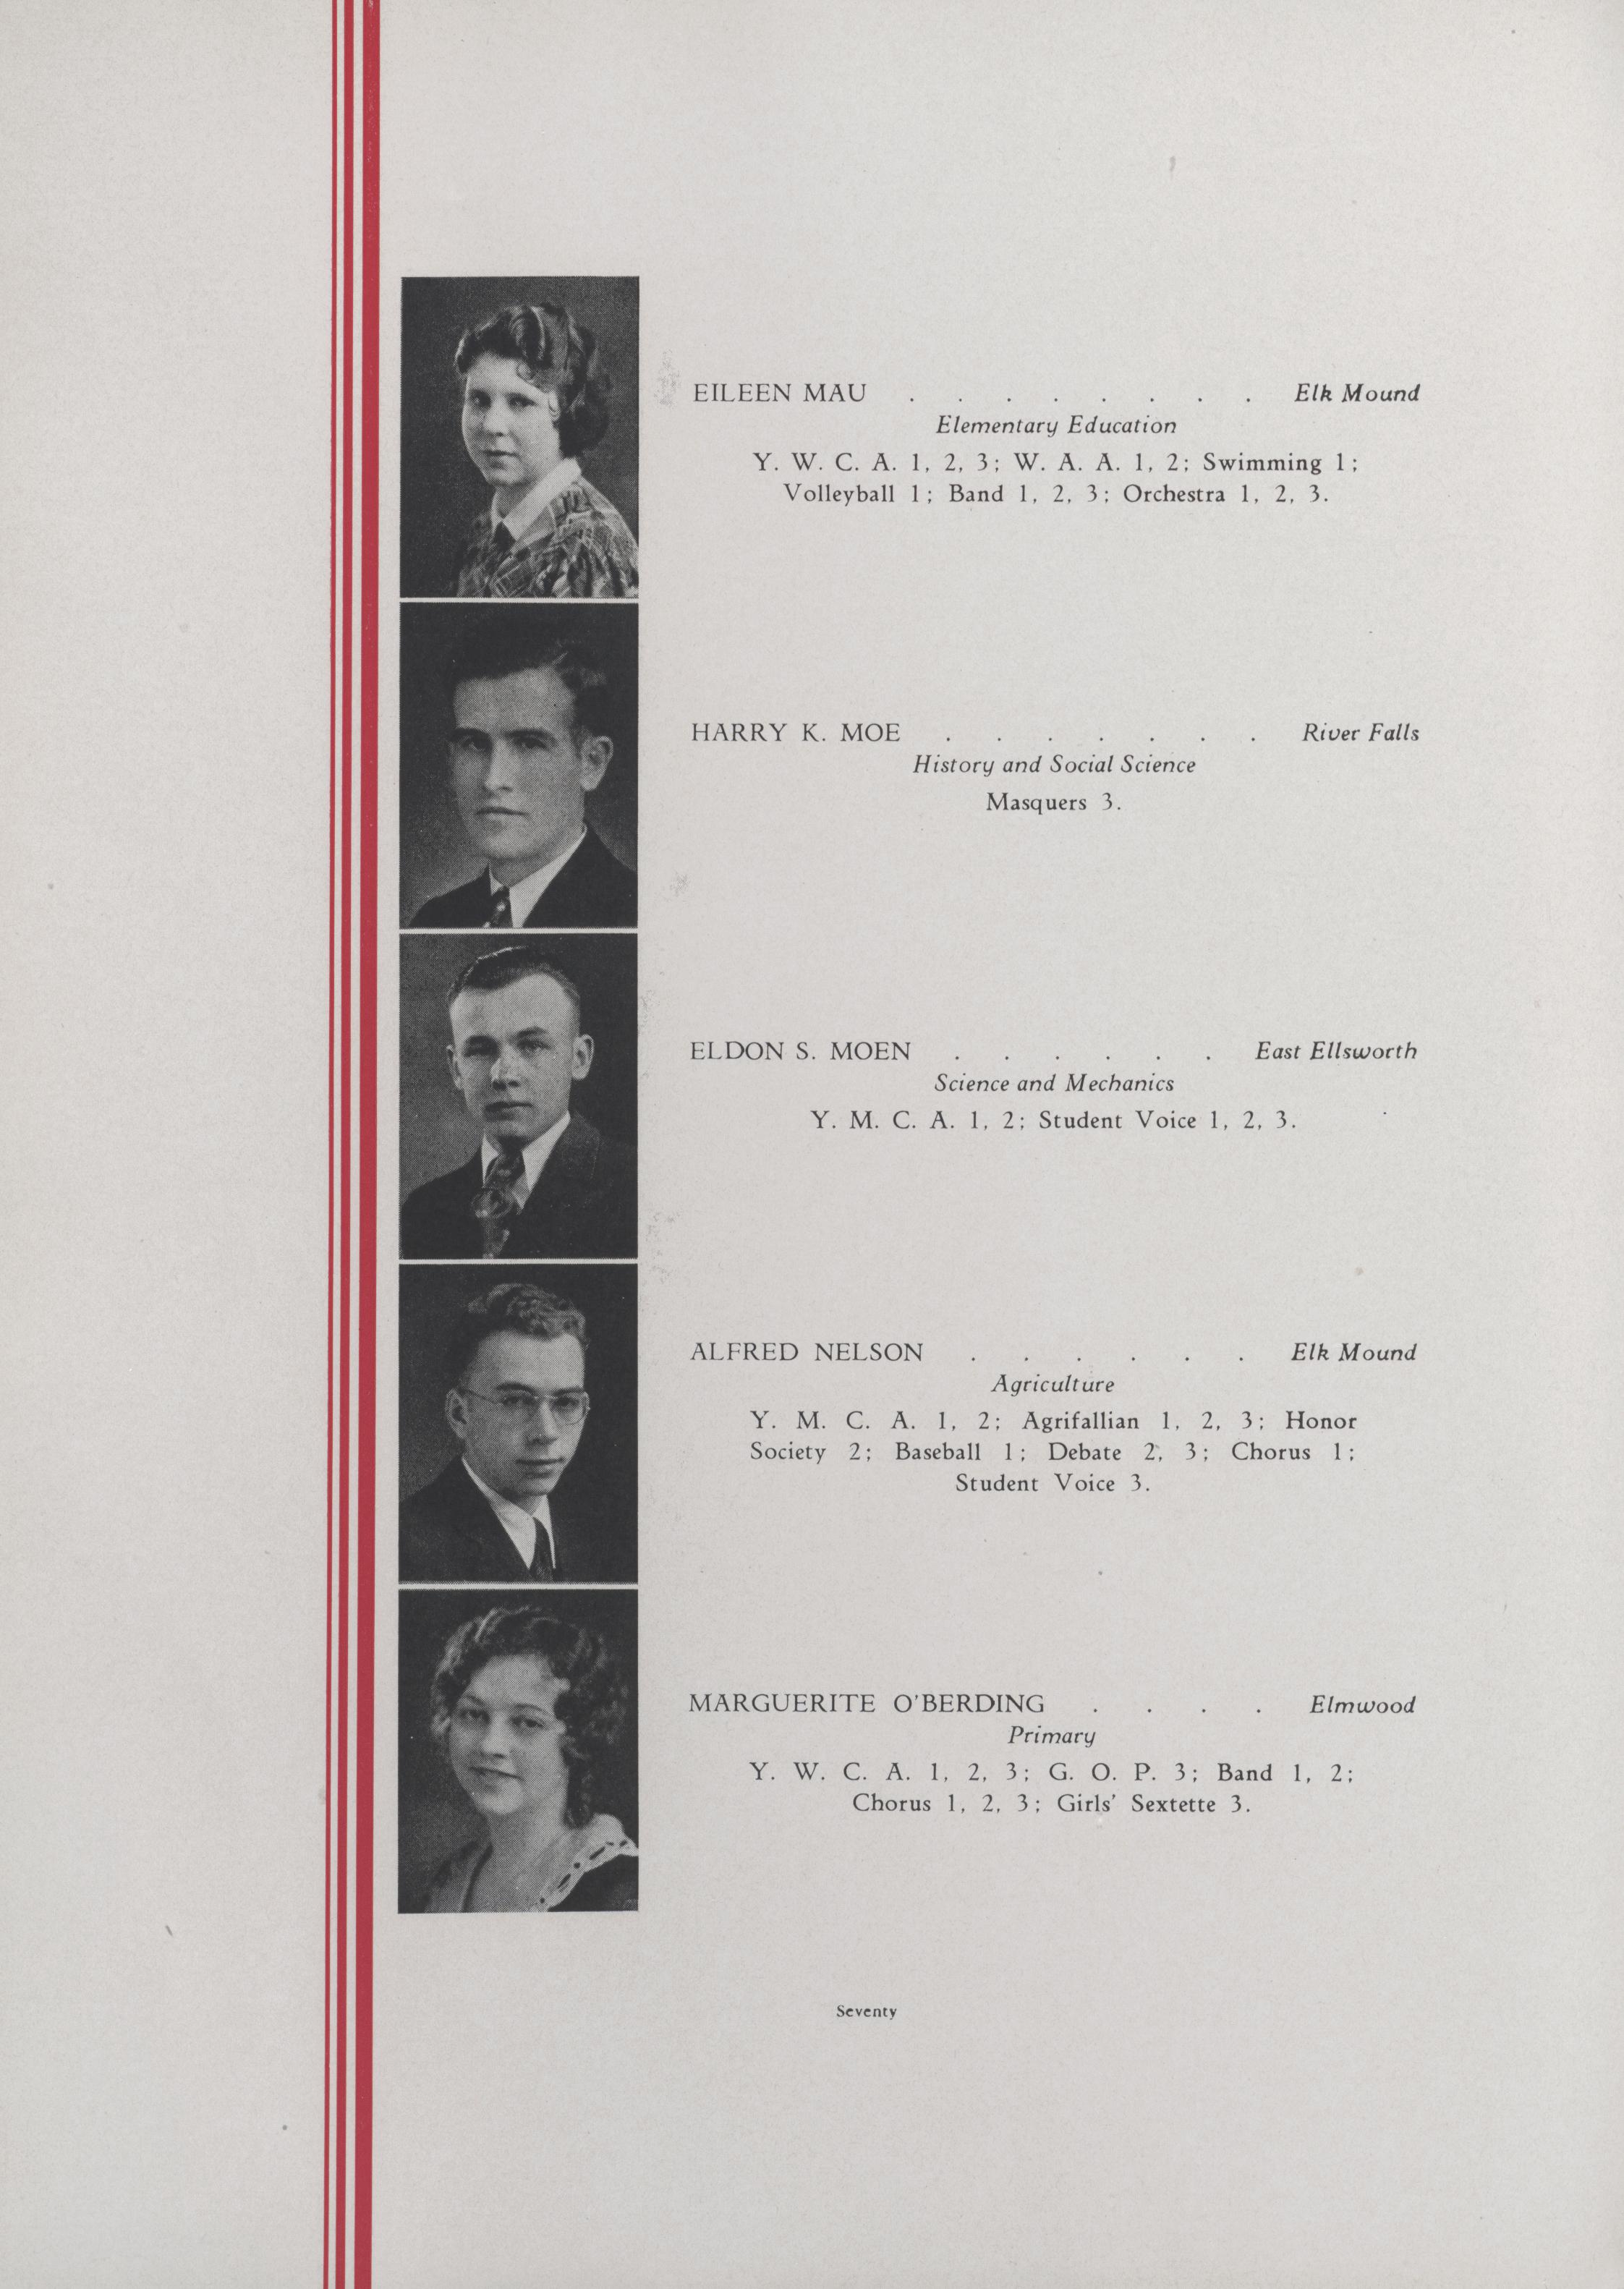 EILEEN MAU . . . . . . . . Elk Mound
Elementary Education
Y. W. C. A. 1, 2, 3; W. A. A. 1, 2; Swimming 1;
Volleyball 1; Band 1, 2, 3; Orchestra 1, 2, 3.
HARRY K. MOE . . . . . . . River Falls
History and Social Science
Masquers 3.
ELDON S. MOEN . . . . . . East Ellsworth
Science and Mechanics
Y. M. C. A. 1, 2; Student Voice 1, 2, 3.
ALFRED NELSON . . . . . . Elk Mound
Agriculture
Y. M. C. A. 1, 2; Agrifallian 1, 2, 3; Honor
Society 2; Baseball 1; Debate 2, 3; Chorus 1;
Student Voice 3.
MARGUERITE O'BERDING . . . . Elmwood
Primary
Y. W. C. A. 1, 2, 3; G. O. P. 3; Band 1, 2;
Chorus 1, 2, 3; Girls' Sextette 3.
Seventy